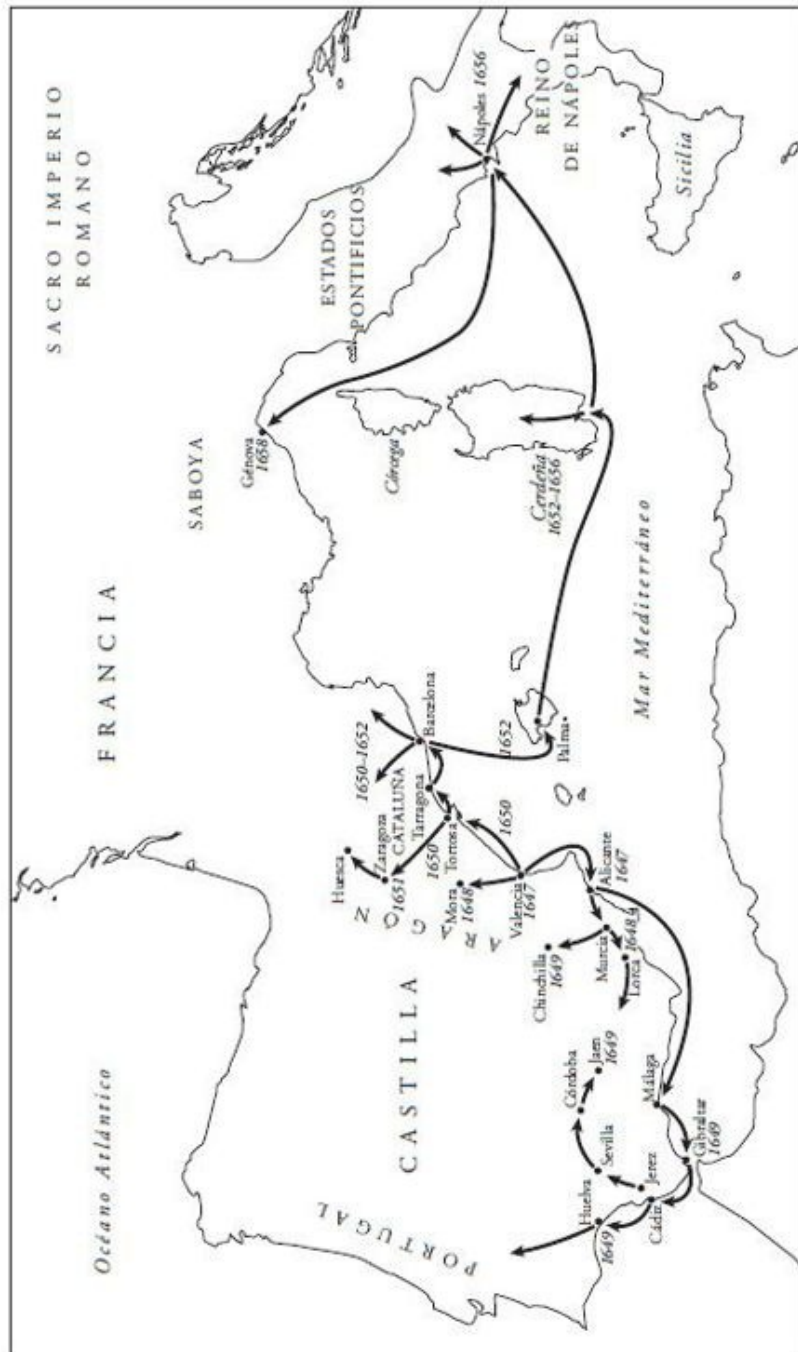 SACRO IMPERIO
ROMANO
FRANCIA
SABOYA
Océano Atlántico
Génova
1658
ESTADOS
PONTIFICIOS
Nápoles 1656
REINO
DE NÁPOLES
Córcega
Cerdeña
1652–1656
Sicilia
Mar Mediterráneo
1650–1652
Barcelona
CATALUÑA
Tarragona
Huesca
Zaragoza
1651
1650
Tortosa
1650
1652
Palma
ARAGÓN
Mora
1648
Valencia
1647
Alicante
1647
Chinchilla
1649
Murcia
1648
Lorca
CASTILLA
Córdoba
Jaen
1649
Sevilla
Málaga
Gibraltar
1649
Jerez
Cádiz
Huelva
1649
PORTUGAL